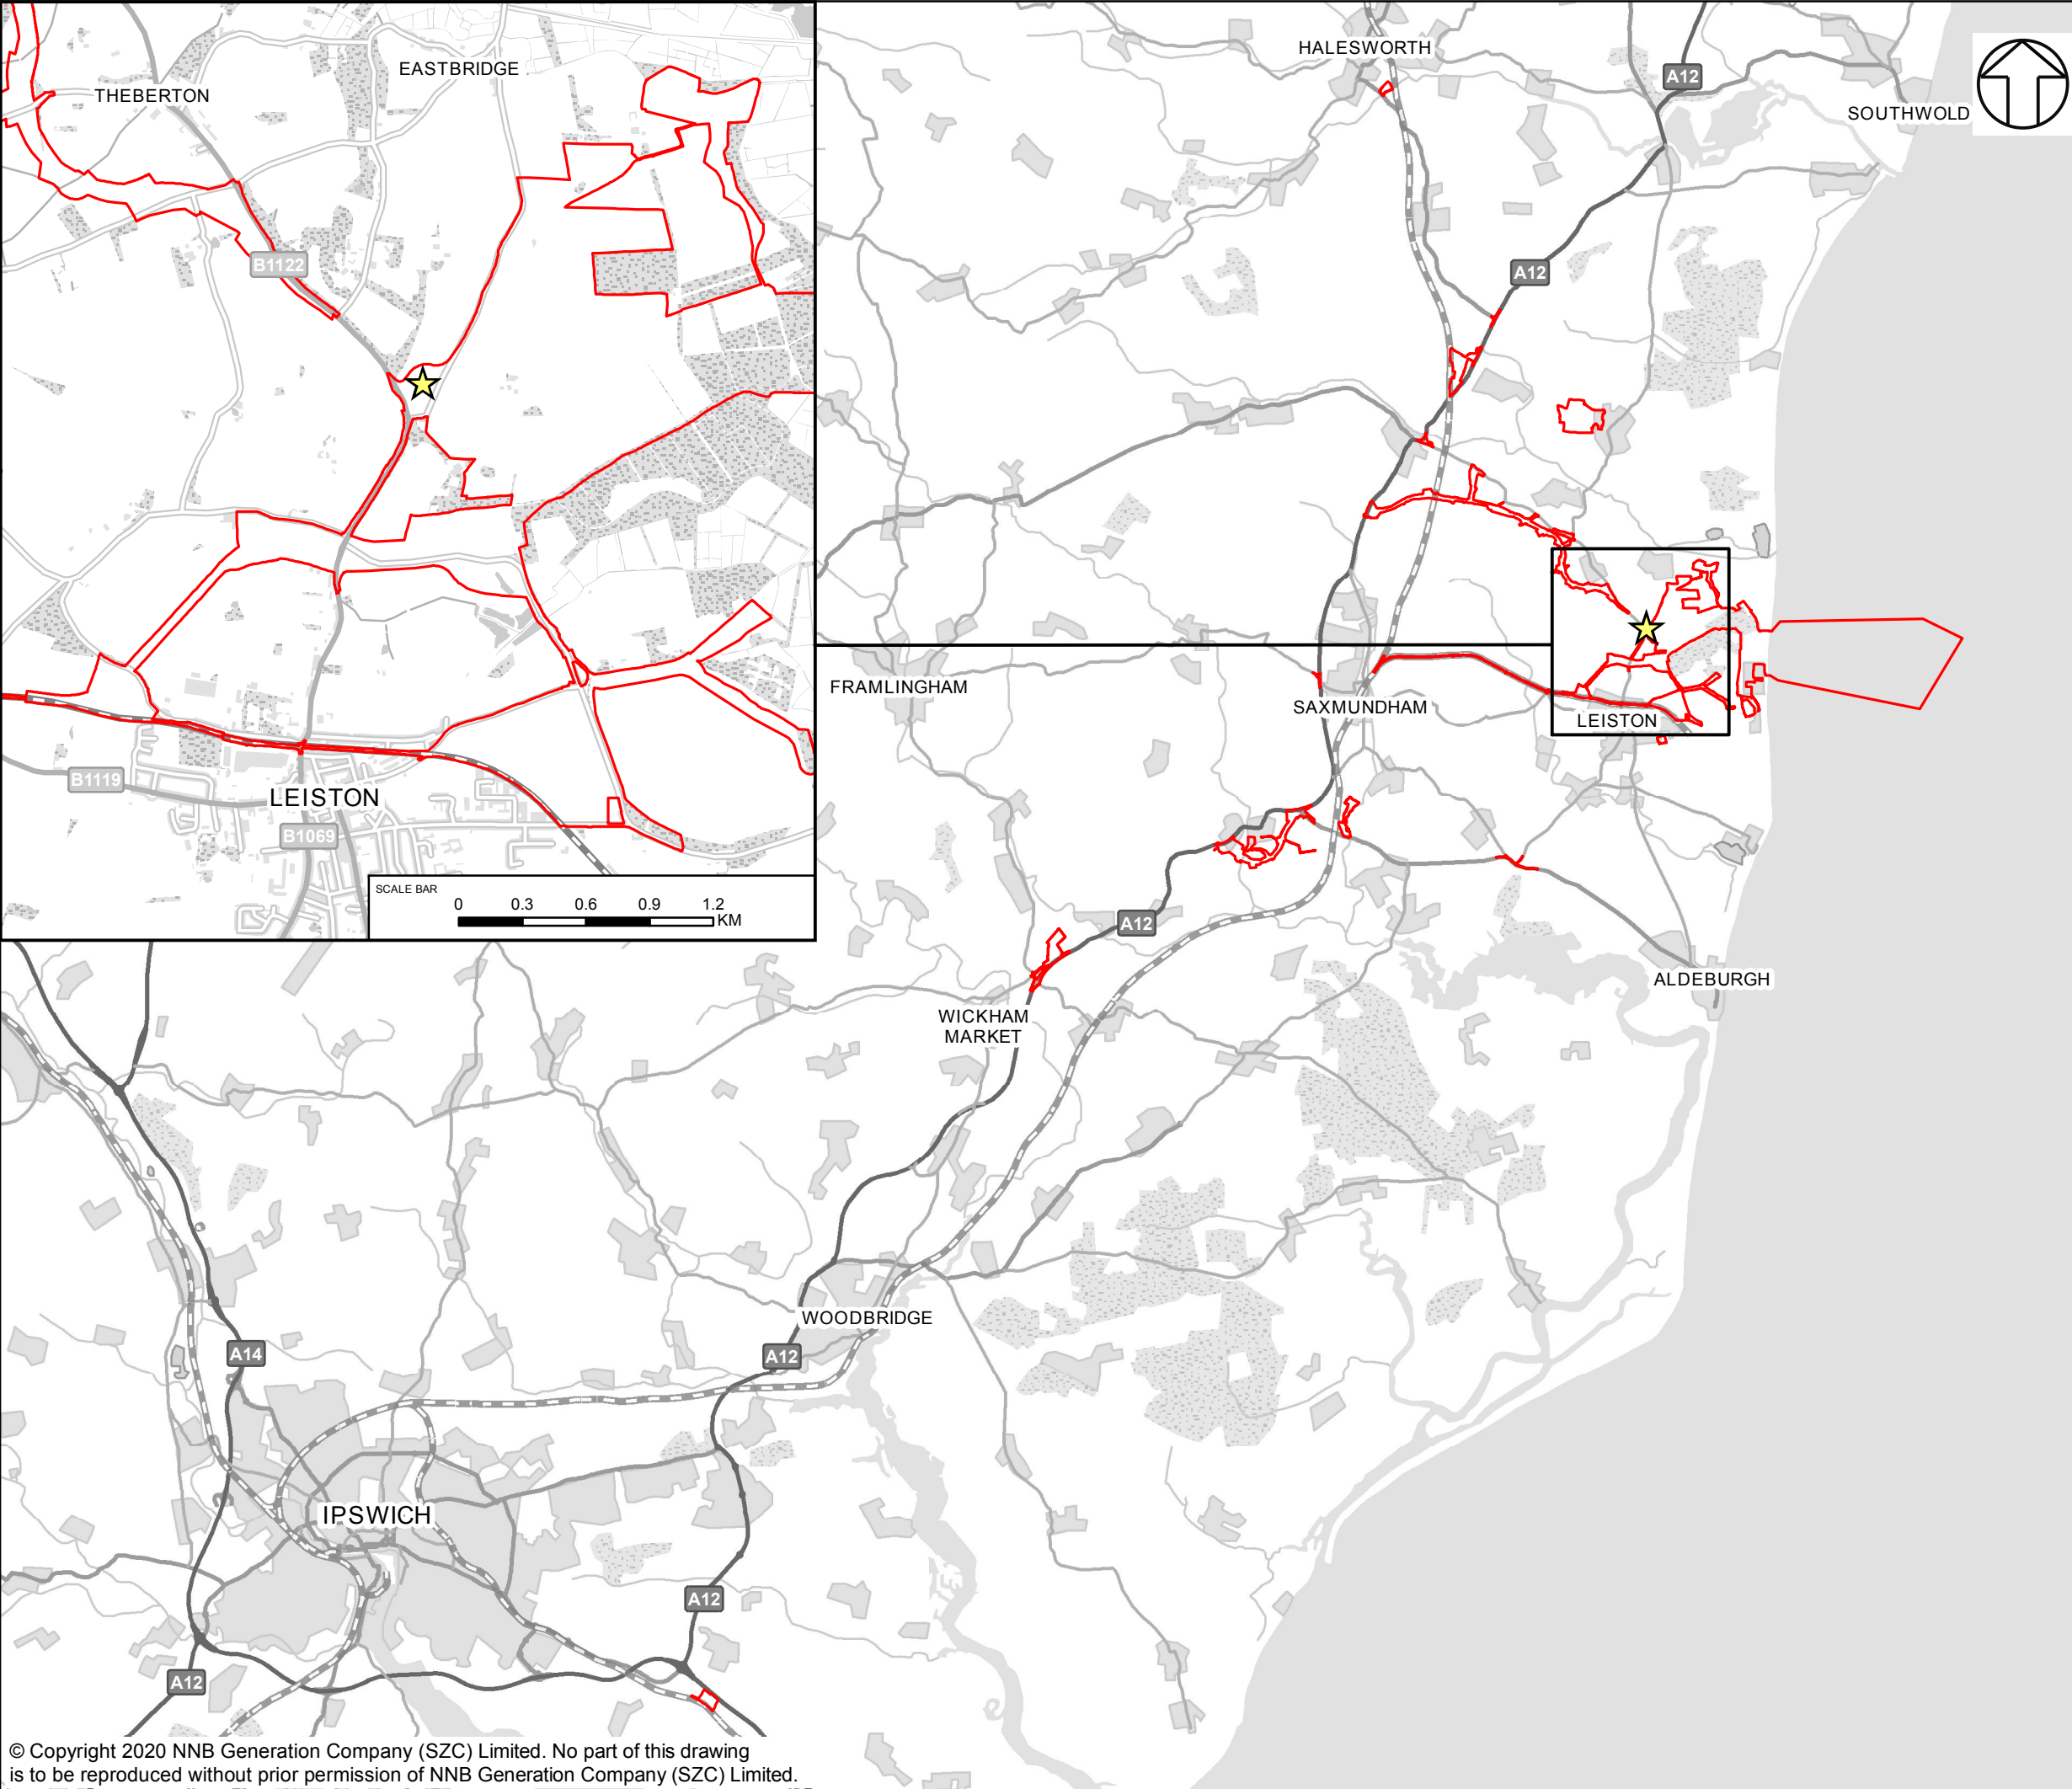 THEBERTON
EASTBRIDGE
B1122
B1119
LEISTON
B1069
SCALE BAR
0 0.3 0.6 0.9 1.2
KM
HALESWORTH
A12
SOUTHWOLD
A12
FRAMLINGHAM
SAXMUNDHAM
LEISTON
A12
WICKHAM
MARKET
ALDEBURGH
WOODBRIDGE
A14
A12
IPSWICH
A12
A12
© Copyright 2020 NNB Generation Company (SZC) Limited. No part of this drawing
is to be reproduced without prior permission of NNB Generation Company (SZC) Limited.